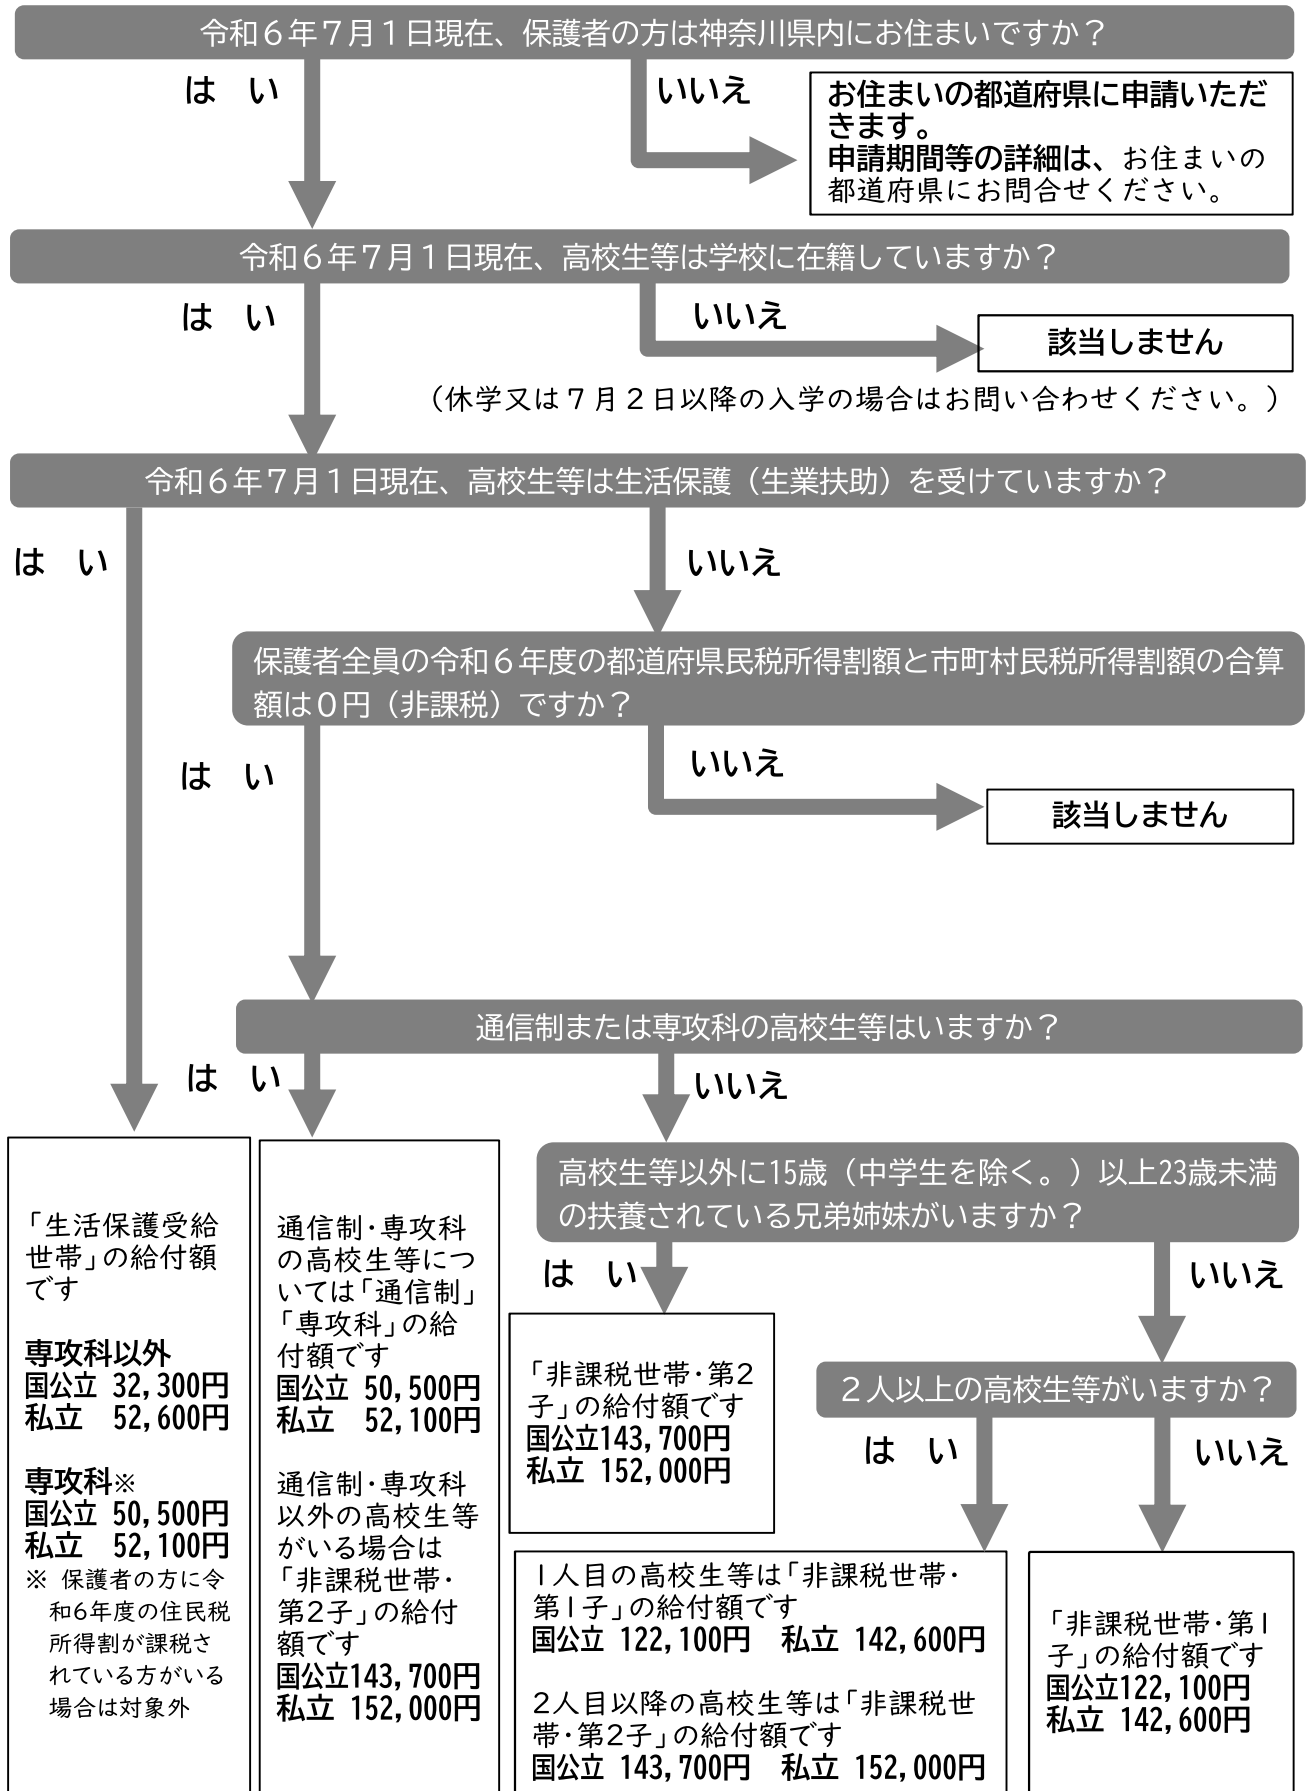 令和６年７月１日現在、保護者の方は神奈川県内にお住まいですか？
は　い
いいえ
お住まいの都道府県に申請いただ
きます。
申請期間等の詳細は、お住まいの
都道府県にお問合せください。
令和６年７月１日現在、高校生等は学校に在籍していますか？
は　い
いいえ
該当しません
（休学又は７月２日以降の入学の場合はお問い合わせください。）
令和６年７月１日現在、高校生等は生活保護（生業扶助）を受けていますか？
は　い
いいえ
保護者全員の令和６年度の都道府県民税所得割額と市町村民税所得割額の合算
額は０円（非課税）ですか？
は　い
いいえ
該当しません
通信制または専攻科の高校生等はいますか？
は　い
いいえ
「生活保護受給
世帯」の給付額
です
専攻科以外
国公立 32,300円
私立　52,600円
専攻科※
国公立 50,500円
私立　52,100円
※ 保護者の方に令
和6年度の住民税
所得割が課税さ
れている方がいる
場合は対象外
通信制・専攻科
の高校生等につ
いては「通信制」
「専攻科」の給
付額です
国公立 50,500円
私立　52,100円
通信制・専攻科
以外の高校生等
がいる場合は
「非課税世帯・
第2子」の給付
額です
国公立143,700円
私立 152,000円
高校生等以外に15歳（中学生を除く。）以上23歳未満
の扶養されている兄弟姉妹がいますか？
は　い
いいえ
「非課税世帯・第2
子」の給付額です
国公立143,700円
私立 152,000円
２人以上の高校生等がいますか？
は　い
いいえ
1人目の高校生等は「非課税世帯・
第1子」の給付額です
国公立 122,100円　私立 142,600円
2人目以降の高校生等は「非課税世
帯・第2子」の給付額です
国公立 143,700円　私立 152,000円
「非課税世帯・第1
子」の給付額です
国公立122,100円
私立 142,600円